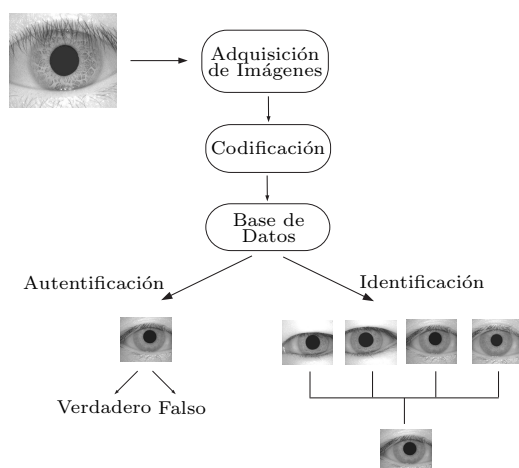 Adquisición
de Imágenes
Codificación
Base de
Datos
Autentificación
Identificación
Verdadero Falso